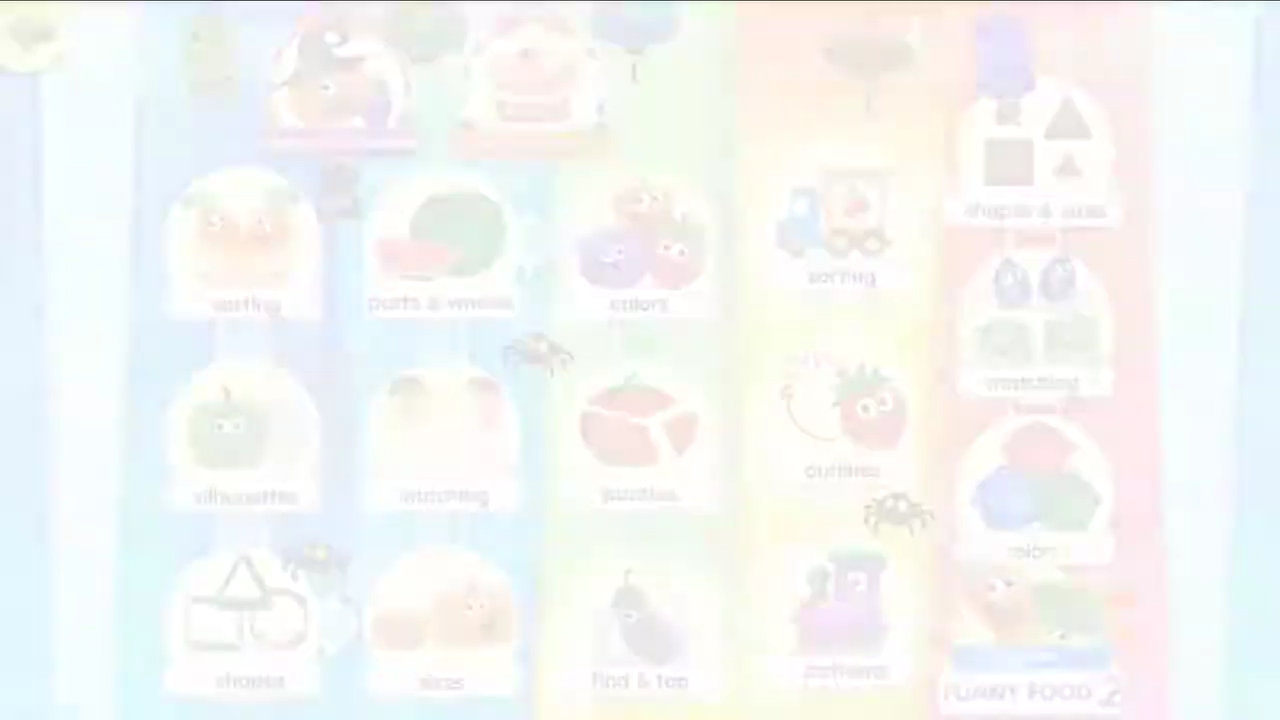 shapes & sizes
sorting
sorting
parts & wholes
colors
matching
silhouettes
matching
puzzles
outlines
colors
shapes
sizes
find & tap
patterns
FUNNY FOOD 2